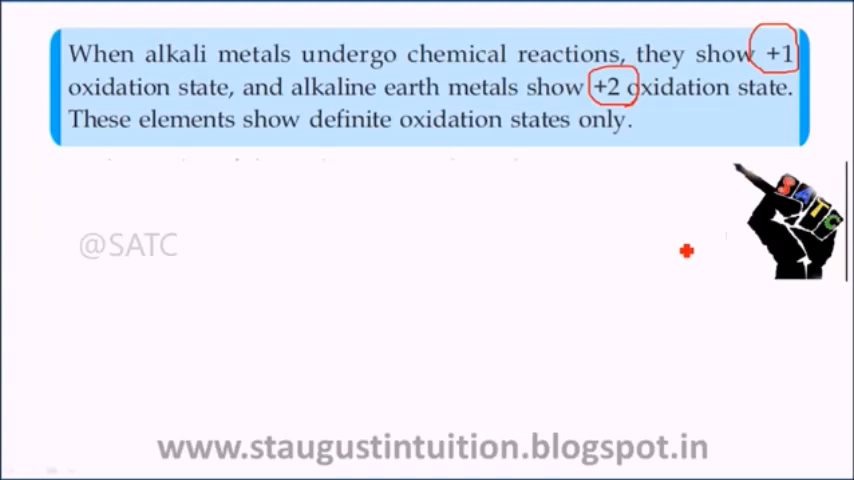 When alkali metals undergo chemical reactions, they show +1
oxidation state, and alkaline earth metals show +2 oxidation state.
These elements show definite oxidation states only.
SATC
@SATC
www.staugustintuition.blogspot.in